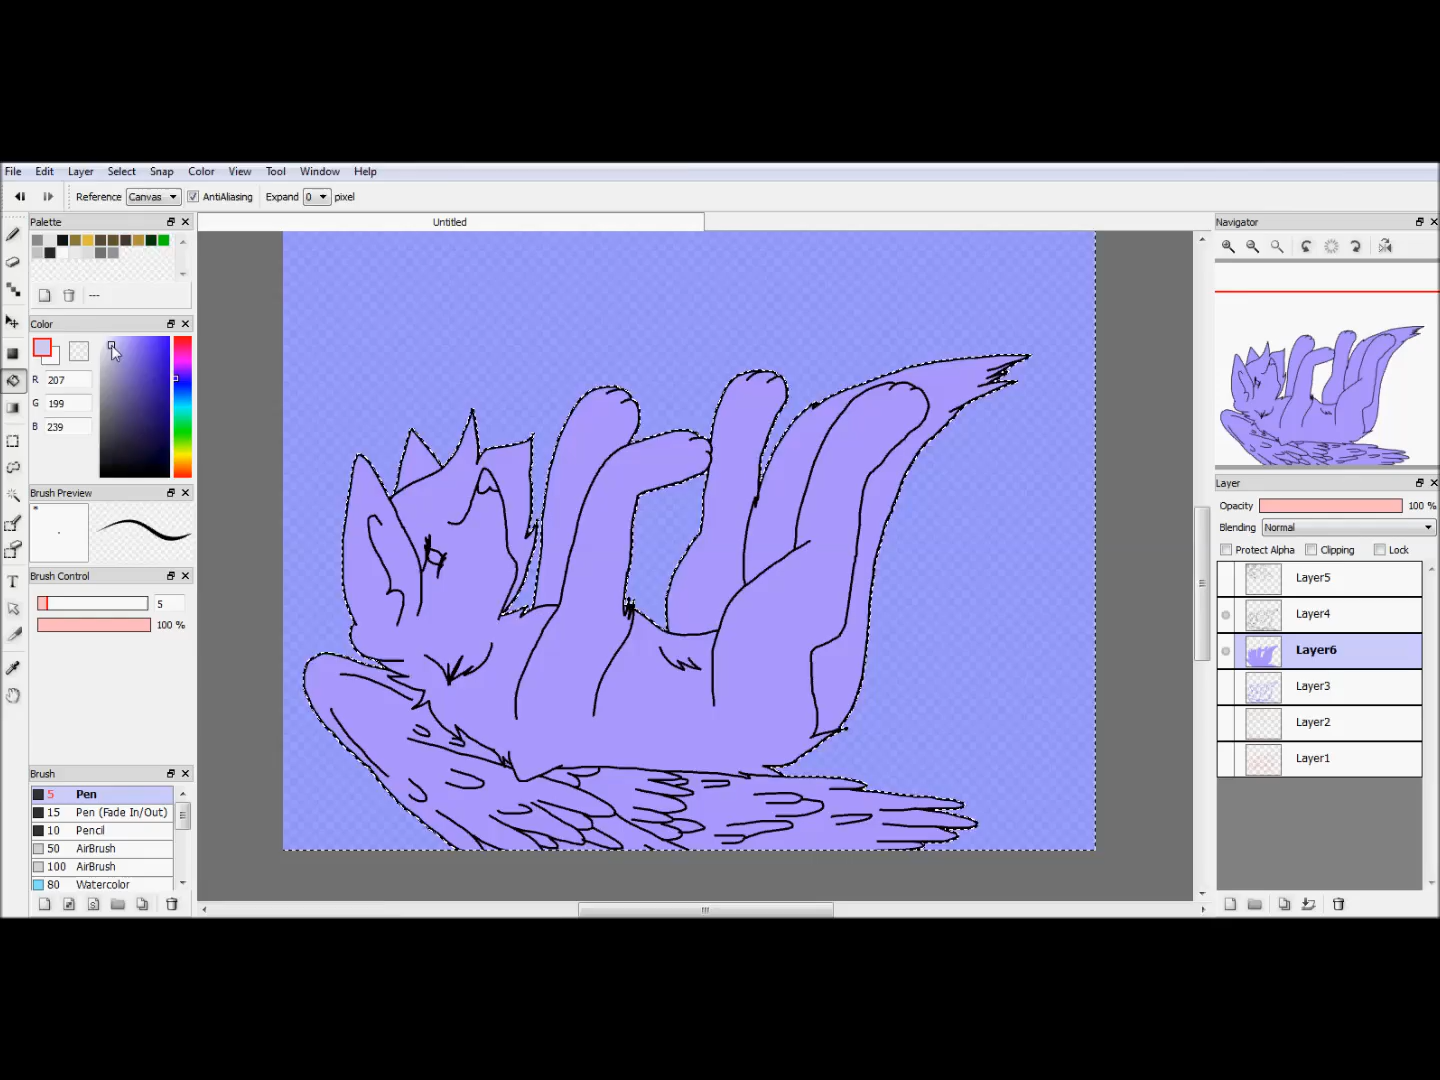 File Edit Layer Select Snap Color View Tool Window Help
Reference Canvas AntiAliasing Expand 0 pixel
Palette
Untitled
Navigator
---
Color
R 207
G 199
B 239
Brush Preview
Brush Control
5
100 %
Brush
5 Pen
15 Pen (Fade In/Out)
10 Pencil
50 AirBrush
100 AirBrush
80 Watercolor
Layer
Opacity 100 %
Blending Normal
Protect Alpha Clipping Lock
Layer5
Layer4
Layer6
Layer3
Layer2
Layer1